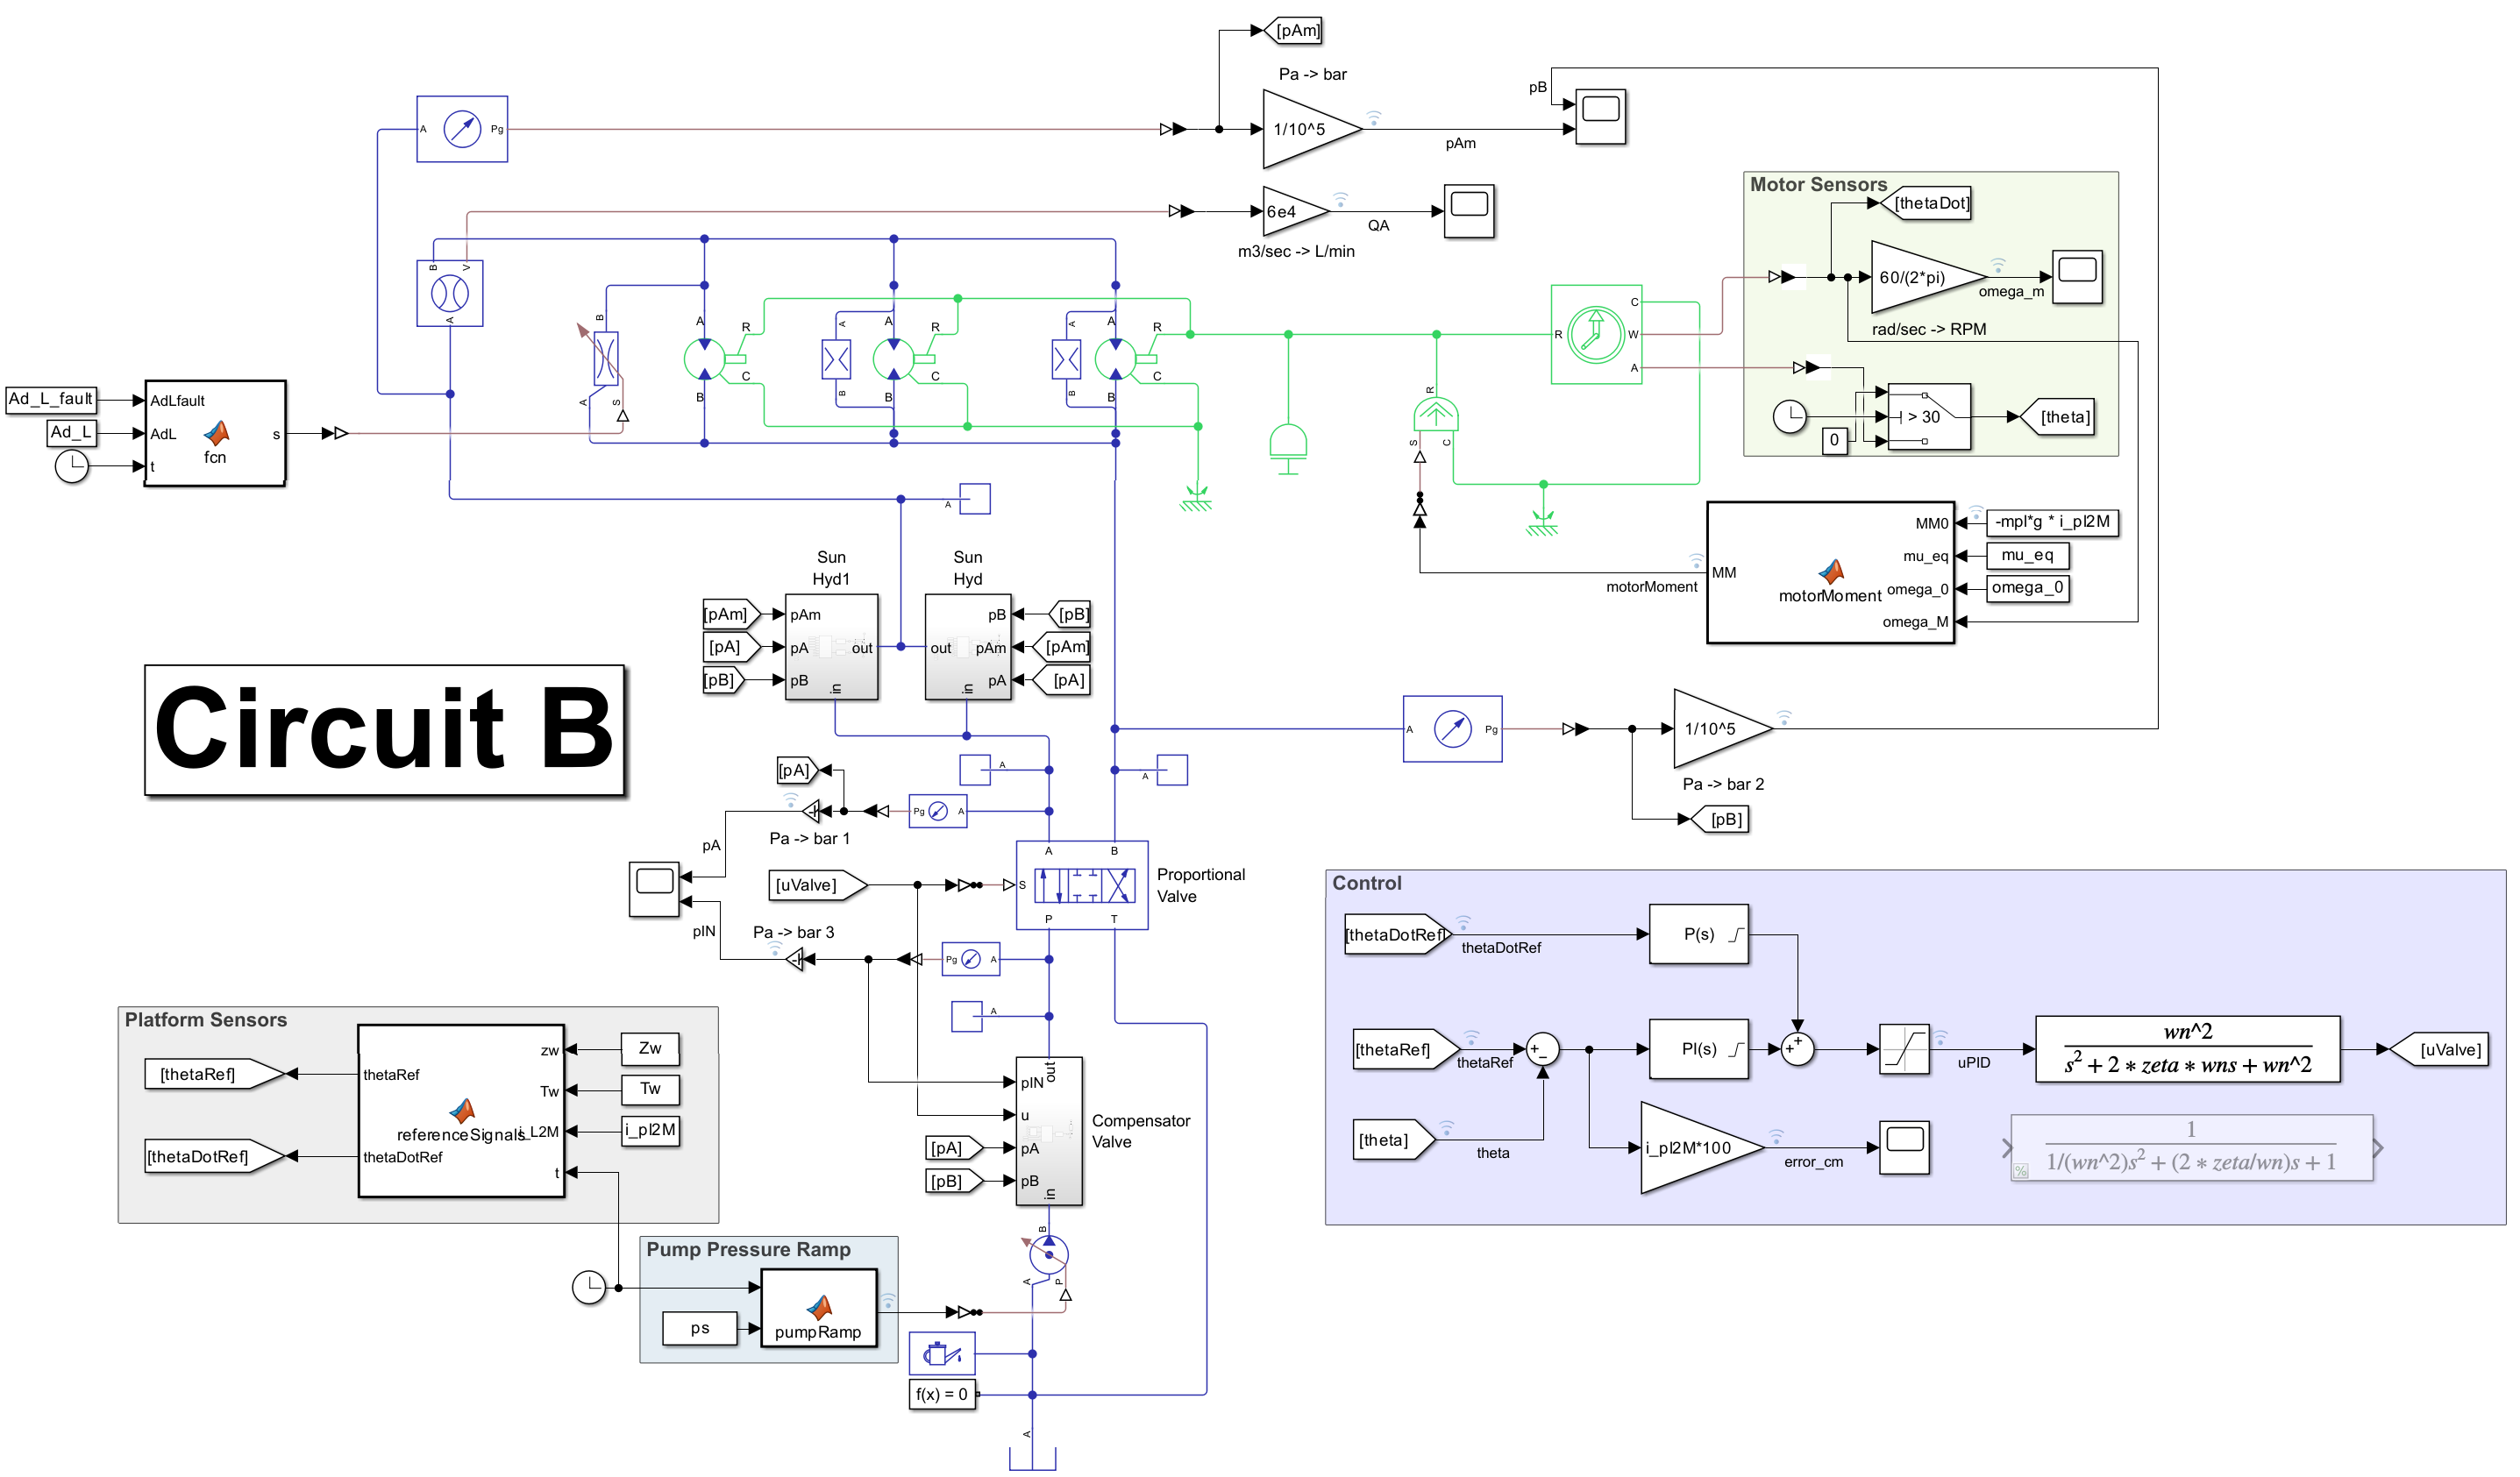 [pAm]
Pa -> bar
pB
A
Pg
1/10^5
pAm
Motor Sensors
[thetaDot]
6e4
QA
m3/sec -> L/min
B
V
A
60/(2*pi)
omega_m
rad/sec -> RPM
C
R
W
A
B
A
R
A
A
R
A
A
R
C
B
C
B
B
C
B
A
S
R
S
C
> 30
0
[theta]
Ad_L_fault
AdLfault
Ad_L
AdL
s
fcn
t
A
MM0
-mpl*g * i_pl2M
mu_eq
mu_eq
MM
motorMoment
omega_0
omega_0
omega_M
motorMoment
Sun
Hyd1
Sun
Hyd
[pAm]
pAm
[pA]
pA
out
[pB]
pB
in
pB
[pB]
out
pAm
[pAm]
pA
[pA]
in
Circuit B
A
Pg
1/10^5
Pa -> bar 2
[pB]
A
A
[pA]
Pg
A
Pa -> bar 1
pA
A
B
[uValve]
S
Proportional
Valve
P
T
Pa -> bar 3
pIN
Pg
A
A
Control
[thetaDotRef]
thetaDotRef
P(s)
[thetaRef]
thetaRef
+
−
PI(s)
+
+
uPID
wn^2
s² + 2 * zeta * wns + wn^2
[uValve]
[theta]
theta
i_pl2M*100
error_cm
1
1/(wn^2)s² + (2 * zeta/wn)s + 1
%
Platform Sensors
zw
Zw
[thetaRef]
thetaRef
Tw
Tw
referenceSignals
i_L2M
i_pl2M
[thetaDotRef]
thetaDotRef
t
out
pIN
u
[pA]
pA
[pB]
pB
in
Compensator
Valve
B
A
P
Pump Pressure Ramp
ps
pumpRamp
f(x) = 0
A